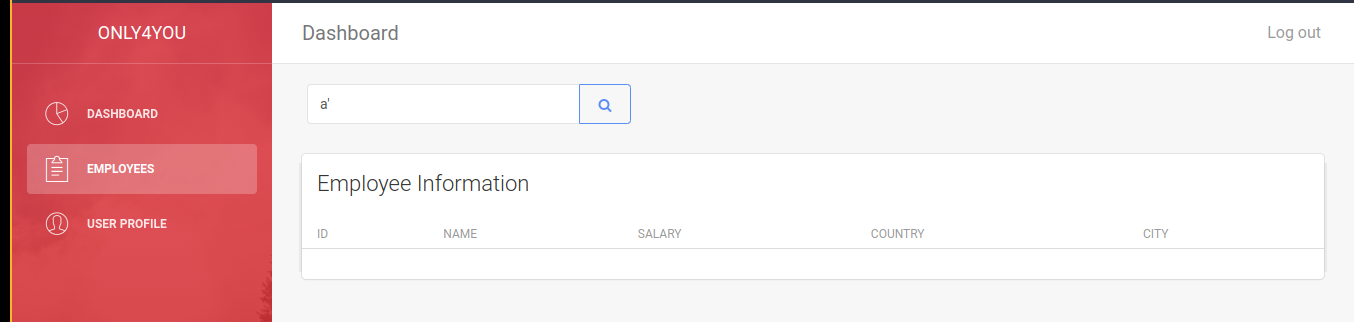 ONLY4YOU
Dashboard
Log out
DASHBOARD
EMPLOYEES
USER PROFILE
a'
Employee Information
ID NAME SALARY COUNTRY CITY